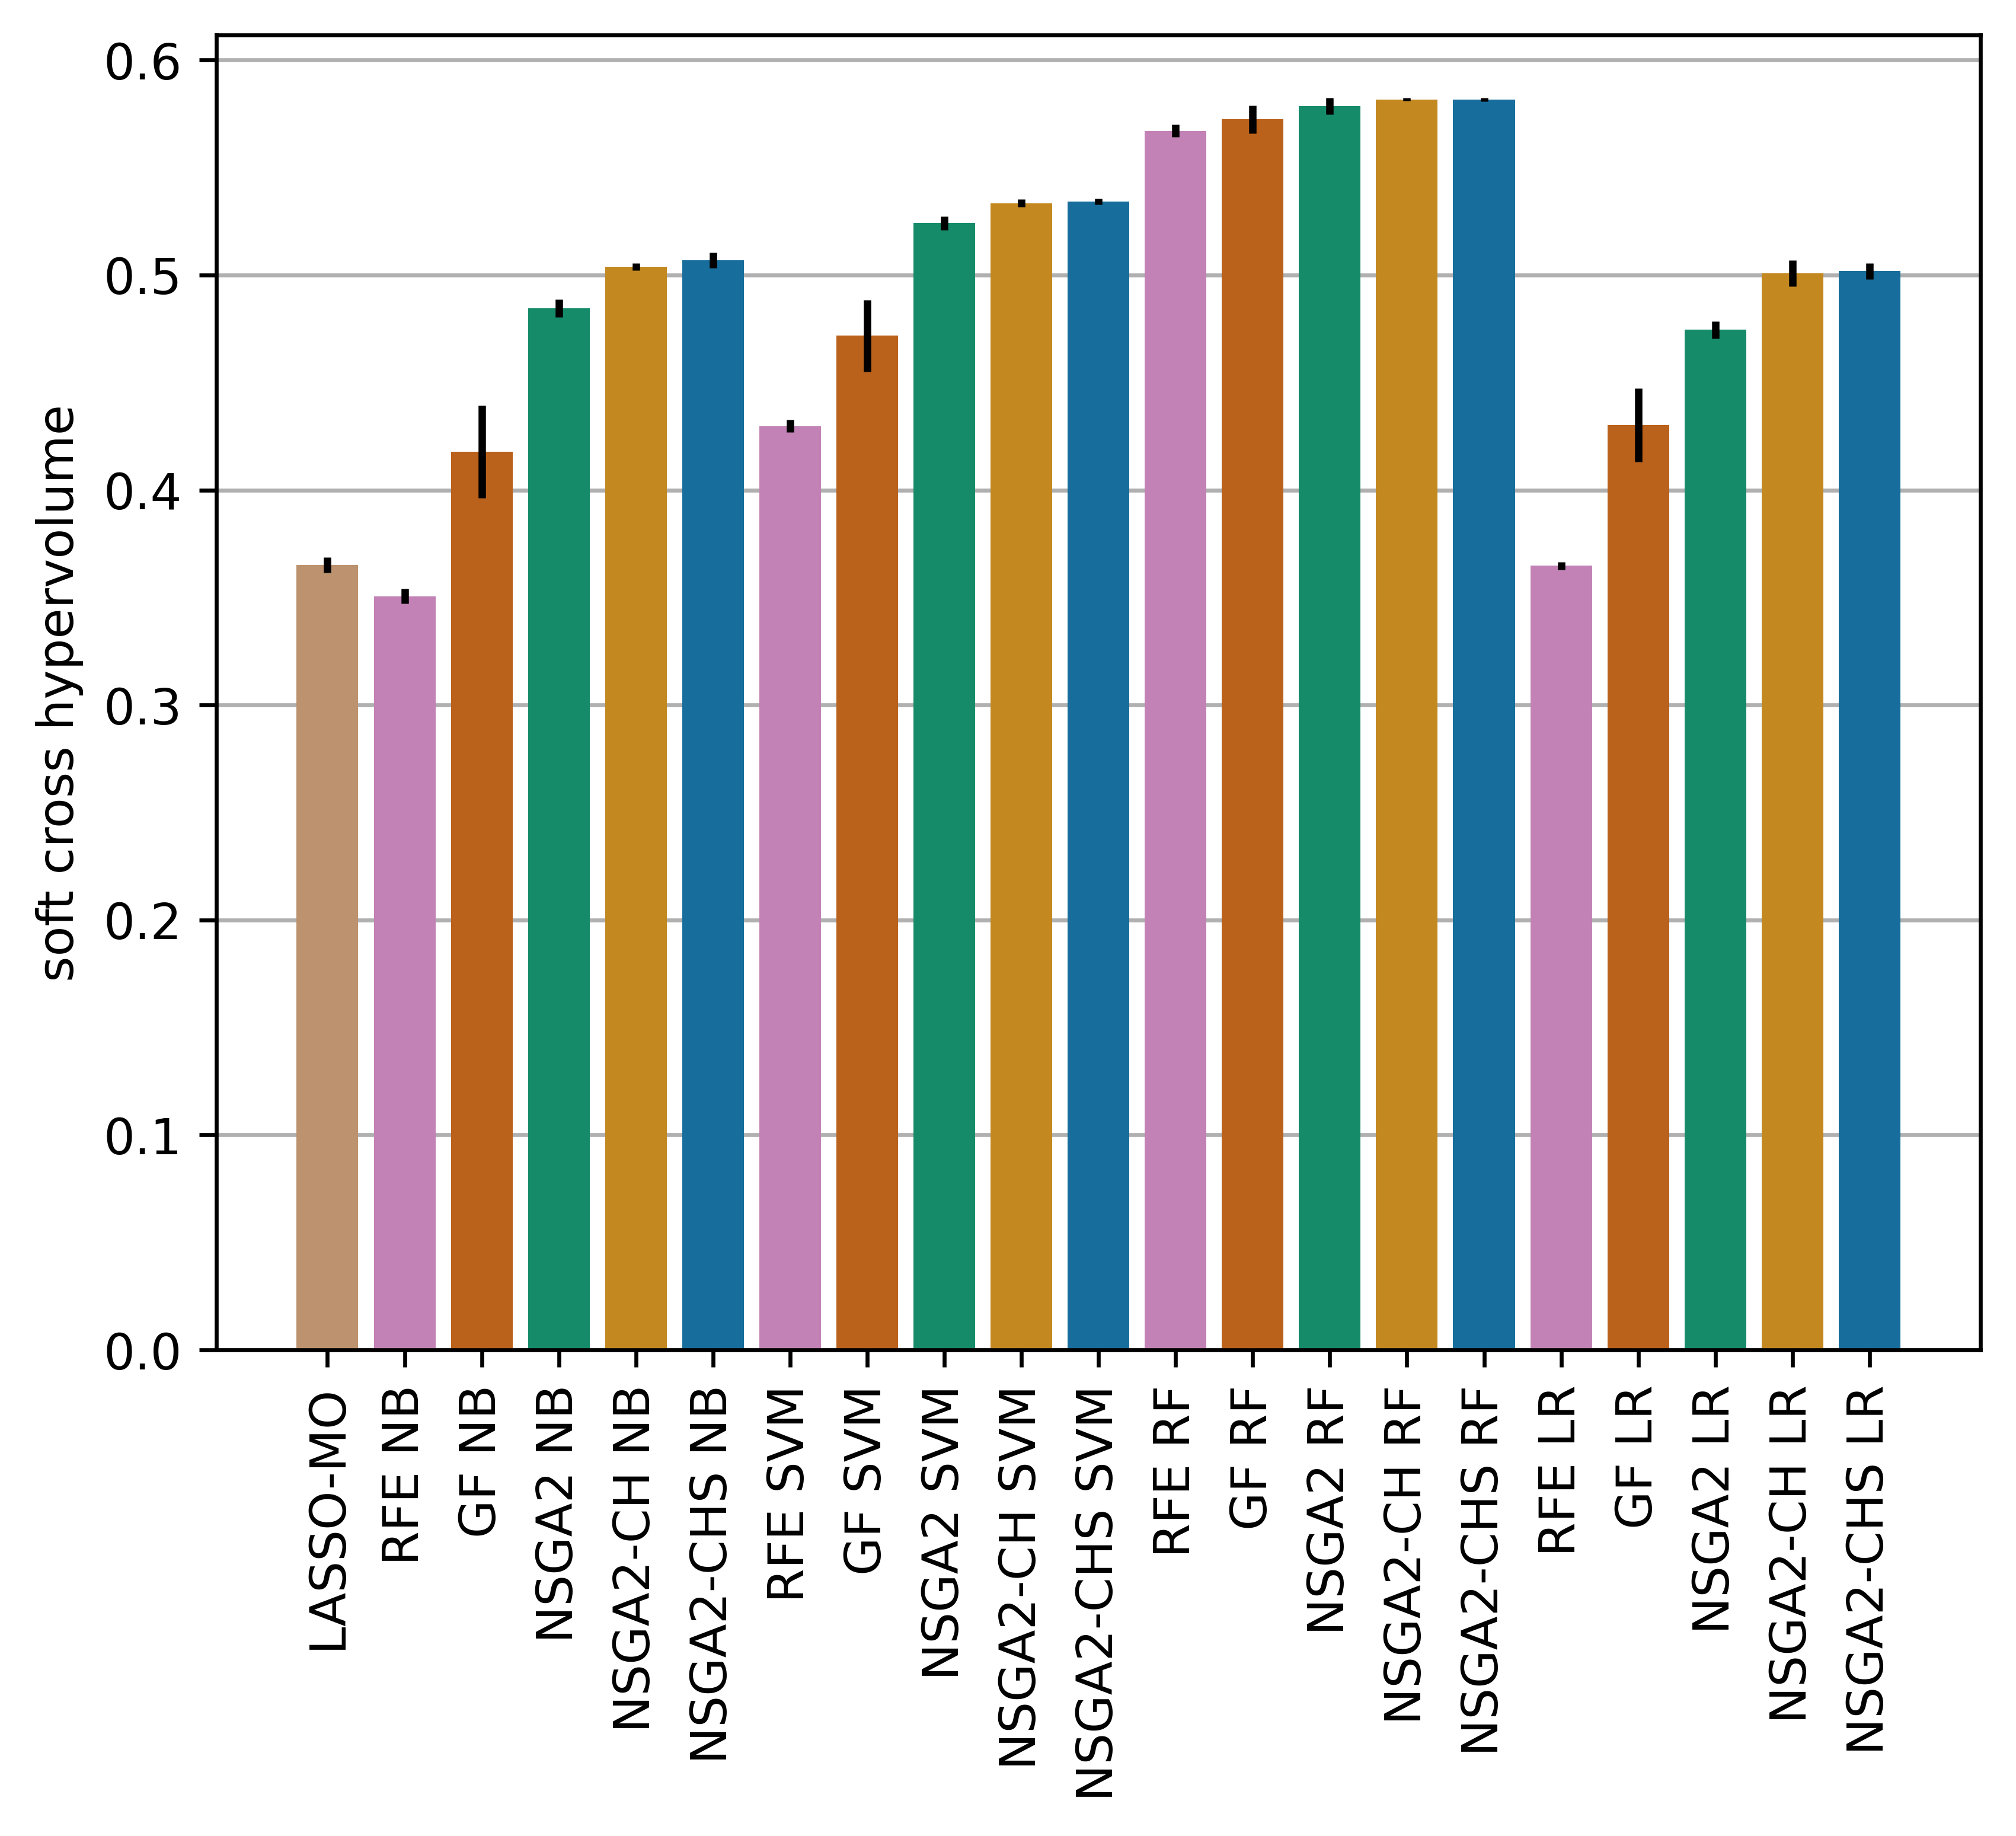 soft cross hypervolume
0.6
0.5
0.4
0.3
0.2
0.1
0.0
LASSO-MO
RFE NB
GF NB
NSGA2 NB
NSGA2-CH NB
NSGA2-CHS NB
RFE SVM
GF SVM
NSGA2 SVM
NSGA2-CH SVM
NSGA2-CHS SVM
RFE RF
GF RF
NSGA2 RF
NSGA2-CH RF
NSGA2-CHS RF
RFE LR
GF LR
NSGA2 LR
NSGA2-CH LR
NSGA2-CHS LR